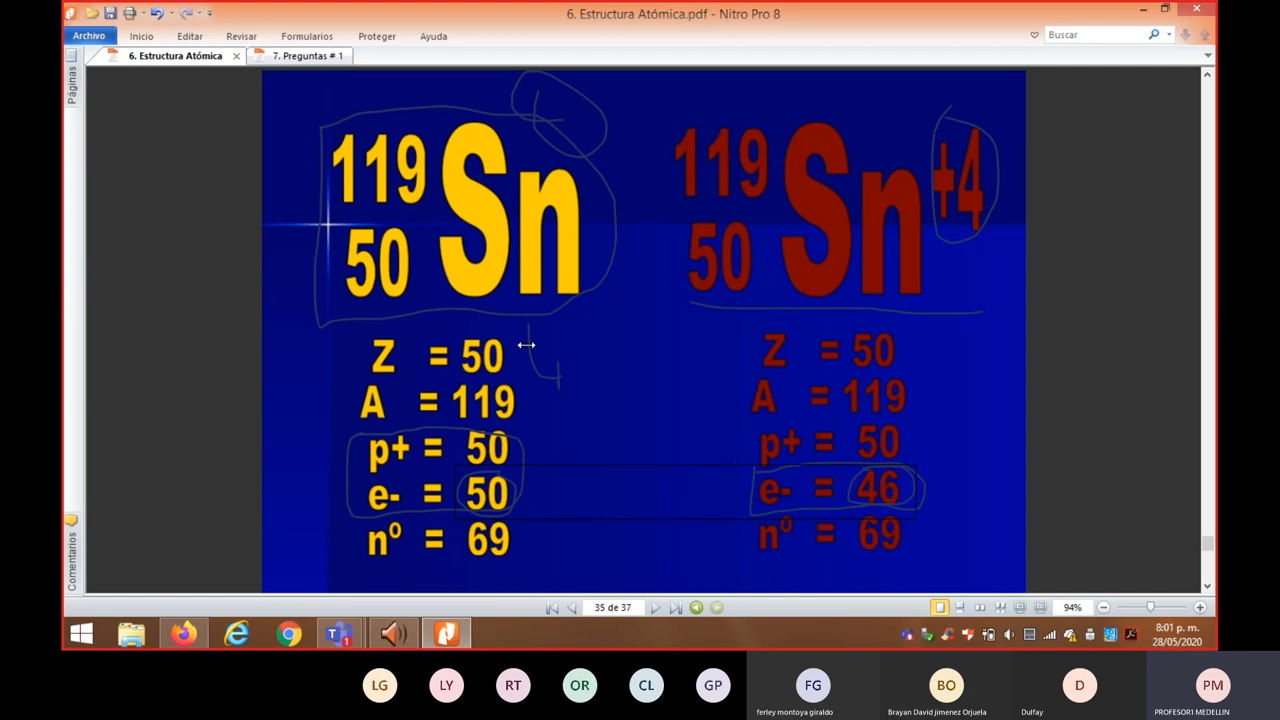 6. Estructura Atómica.pdf - Nitro Pro 8
Archivo Inicio Editar Revisar Formularios Proteger Ayuda Buscar
6. Estructura Atómica 7. Preguntas # 1
Páginas
119
50
Sn
Z = 50
A = 119
p+ = 50
e- = 50
nº = 69
119
50
Sn
+4
Z = 50
A = 119
p+ = 50
e- = 46
nº = 69
Comentarios
35 de 37
94%
8:01 p. m.
28/05/2020
LG LY RT OR CL GP FG BO D PM
ferley montoya giraldo Brayan David jimenez Orjuela Dulfay PROFESOR1 MEDELLIN